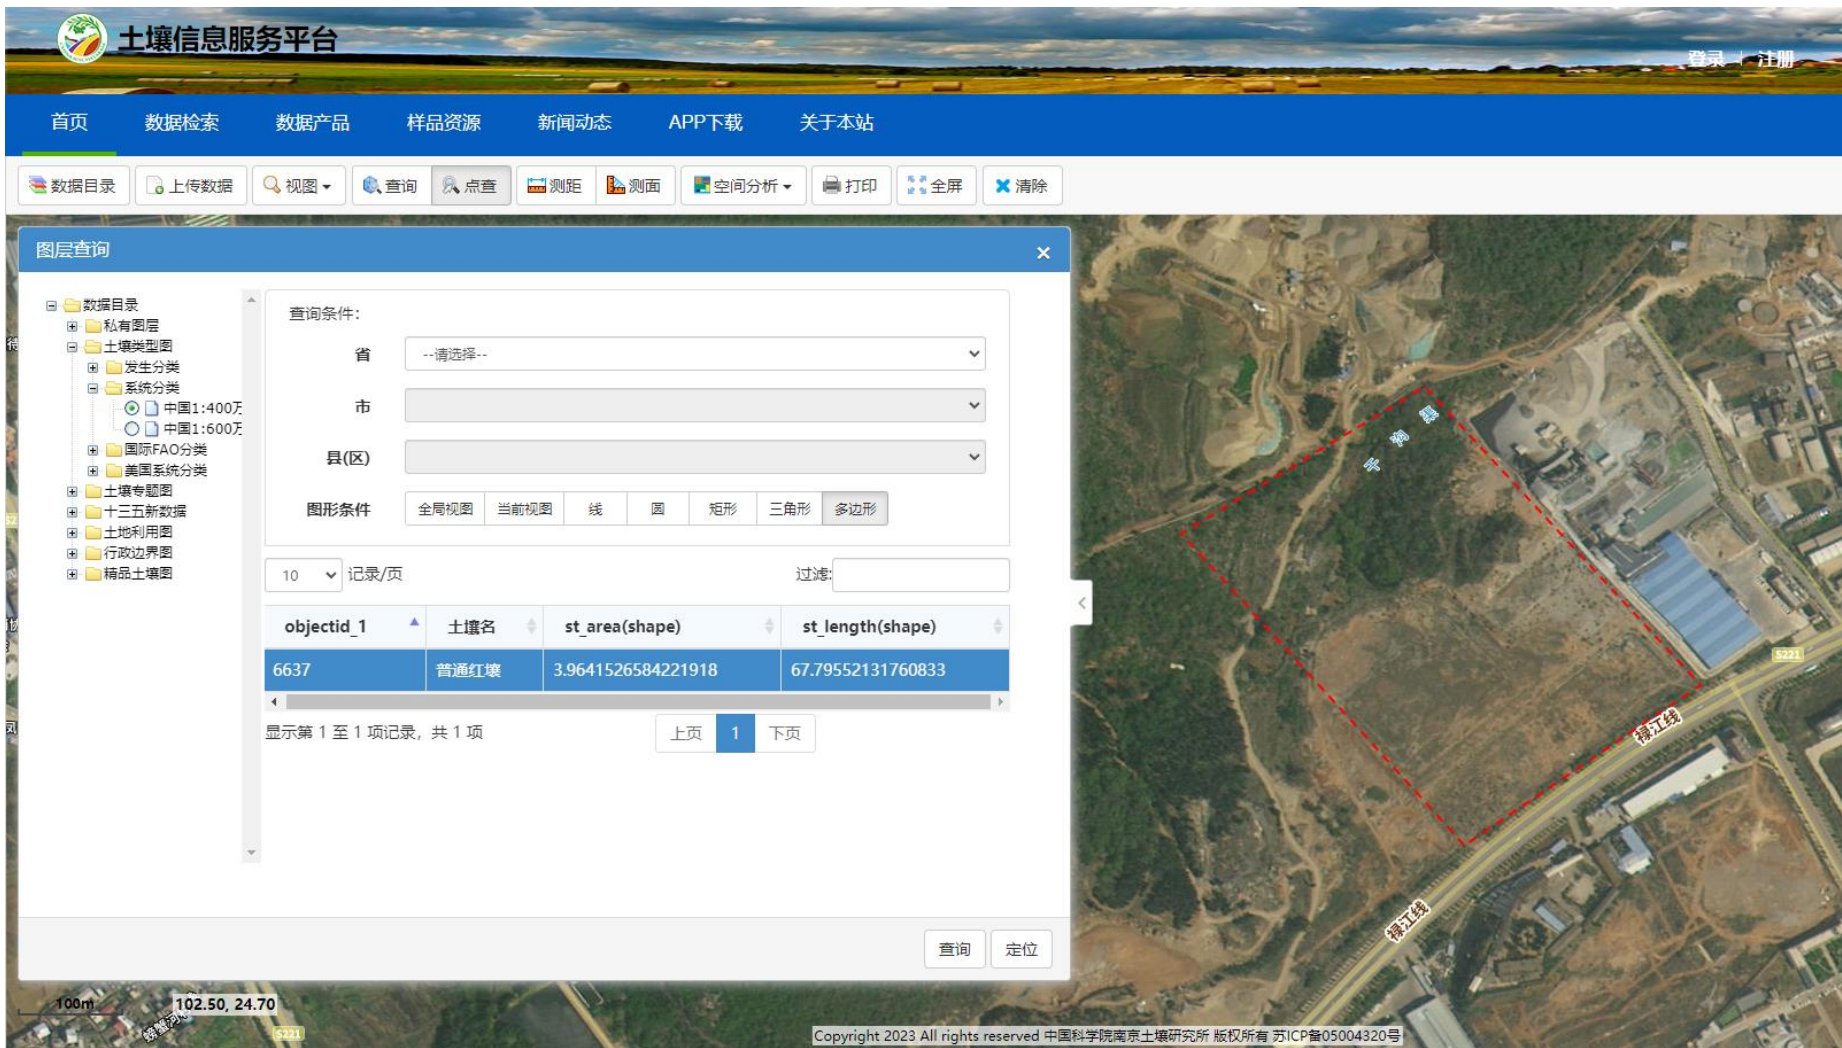 土壤信息服务平台
登录 | 注册
首页 数据检索 数据产品 样品资源 新闻动态 APP下载 关于本站
数据目录 上传数据 视图 查询 点查 测距 测面 空间分析 打印 全屏 清除
图层查询
数据目录
私有图层
土壤类型图
发生分类
系统分类
中国1:400万
中国1:600万
国际FAO分类
美国系统分类
土壤专题图
十三五新数据
土地利用图
行政边界图
精品土壤图
查询条件:
省 --请选择--
市
县(区)
图形条件 全局视图 当前视图 线 圆 矩形 三角形 多边形
10 记录/页 过滤:
objectid_1 土壤名 st_area(shape) st_length(shape)
6637 普通红壤 3.9641526584221918 67.79552131760833
显示第 1 至 1 项记录，共 1 项 上页 1 下页
查询 定位
干沟
S221
禄江线
禄江线
100m
102.50, 24.70
螃蟹河
S221
Copyright 2023 All rights reserved 中国科学院南京土壤研究所 版权所有 苏ICP备05004320号